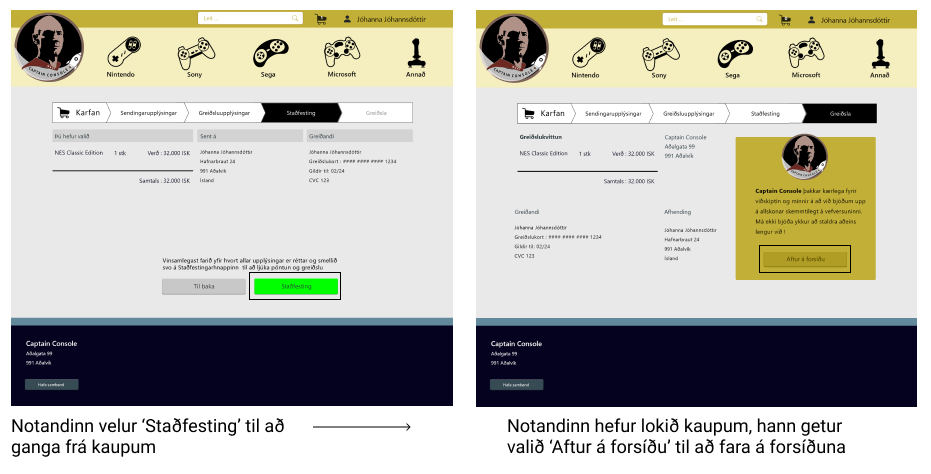 Leit ...
Jóhanna Jóhannsdóttir
CAPTAIN CONSOLE
Nintendo
Sony
Sega
Microsoft
Annað
Karfan
Sendingarupplýsingar
Greiðsluupplýsingar
Staðfesting
Greiðsla
Þú hefur valið
Sent á
Greiðandi
NES Classic Edition 1 stk Verð : 32.000 ISK
Samtals : 32.000 ISK
Jóhanna Jóhannsdóttir
Hafnarbraut 24
991 Aðalvik
Ísland
Jóhanna Jóhannsdóttir
Greiðslukort : #### #### #### 1234
Gildir til: 02/24
CVC 123
Vinsamlegast farið yfir hvort allar upplýsingar er réttar og smellið
svo á Staðfestingarhnappinn til að ljúka pöntun og greiðslu
Til baka
Staðfesting
Captain Console
Aðalgata 99
991 Aðalvik
Hafa samband
Notandinn velur ‘Staðfesting’ til að
ganga frá kaupum
Leit ...
Jóhanna Jóhannsdóttir
CAPTAIN CONSOLE
Nintendo
Sony
Sega
Microsoft
Annað
Karfan
Sendingarupplýsingar
Greiðsluupplýsingar
Staðfesting
Greiðsla
Greiðslukvittun
NES Classic Edition 1 stk Verð : 32.000 ISK
Samtals : 32.000 ISK
Captain Console
Aðalgata 99
991 Aðalvik
Greiðandi
Jóhanna Jóhannsdóttir
Greiðslukort : #### #### #### 1224
Gildir til: 02/24
CVC 123
Afhending
Jóhanna Jóhannsdóttir
Hafnarbraut 24
991 Aðalvik
Ísland
Captain Console þakkar kærlega fyrir
viðskiptin og minnir á að við bjóðum upp
á allskonar skemmtilegt á vefversuninni.
Má ekki bjóða ykkur að staldra aðeins
lengur við !
Aftur á forsíðu
Captain Console
Aðalgata 99
991 Aðalvik
Hafa samband
Notandinn hefur lokið kaupum, hann getur
valið ‘Aftur á forsíðu’ til að fara á forsíðuna